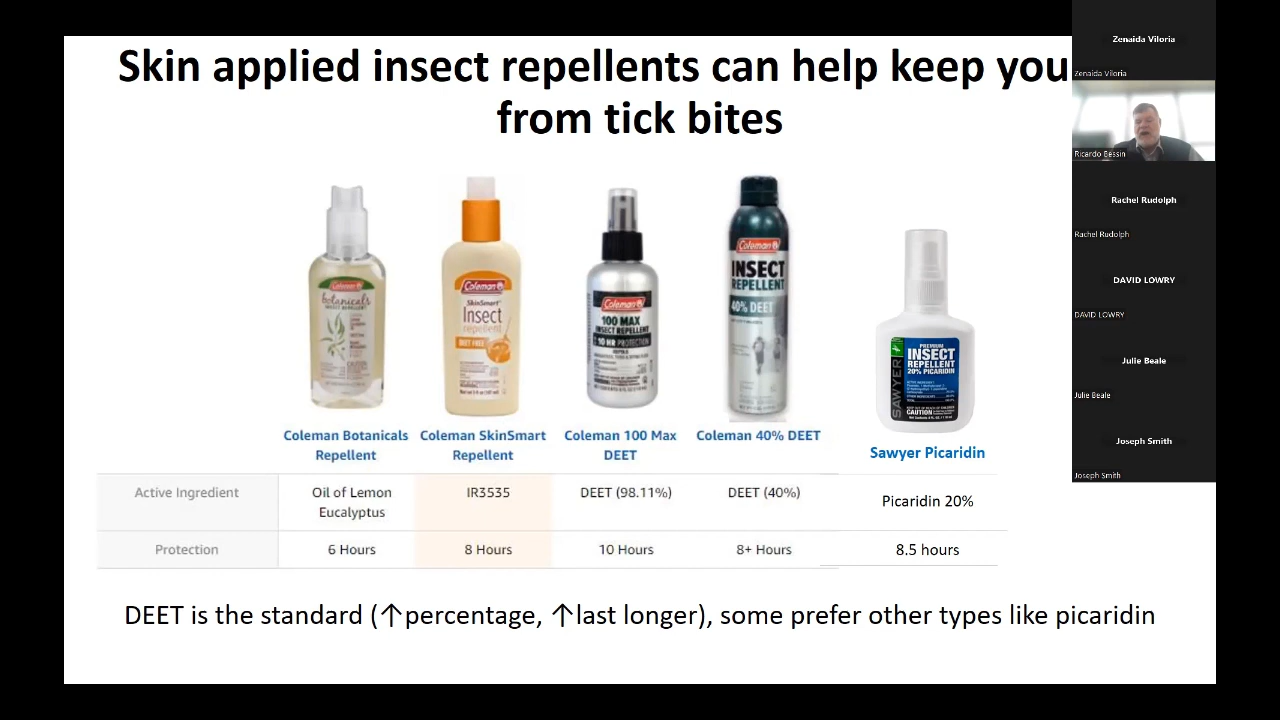 Skin applied insect repellents can help keep you
from tick bites
Zenaida Viloria
Zenaida Viloria
Ricardo Bessin
Rachel Rudolph
Rachel Rudolph
DAVID LOWRY
DAVID LOWRY
Julie Beale
Julie Beale
Joseph Smith
Joseph Smith
Coleman
botanicals
INSECT REPELLENT
Coleman
SkinSmart
Insect
repellent
DEET FREE
Coleman
100 MAX
INSECT REPELLENT
10 HR PROTECTION
Coleman
INSECT
REPELLENT
40% DEET
SAWYER
PREMIUM
INSECT
REPELLENT
20% PICARIDIN
CAUTION
Coleman Botanicals
Repellent
Coleman SkinSmart
Repellent
Coleman 100 Max
DEET
Coleman 40% DEET
Sawyer Picaridin
Active Ingredient
Oil of Lemon
Eucalyptus
IR3535
DEET (98.11%)
DEET (40%)
Picaridin 20%
Protection
6 Hours
8 Hours
10 Hours
8+ Hours
8.5 hours
DEET is the standard (↑percentage, ↑last longer), some prefer other types like picaridin